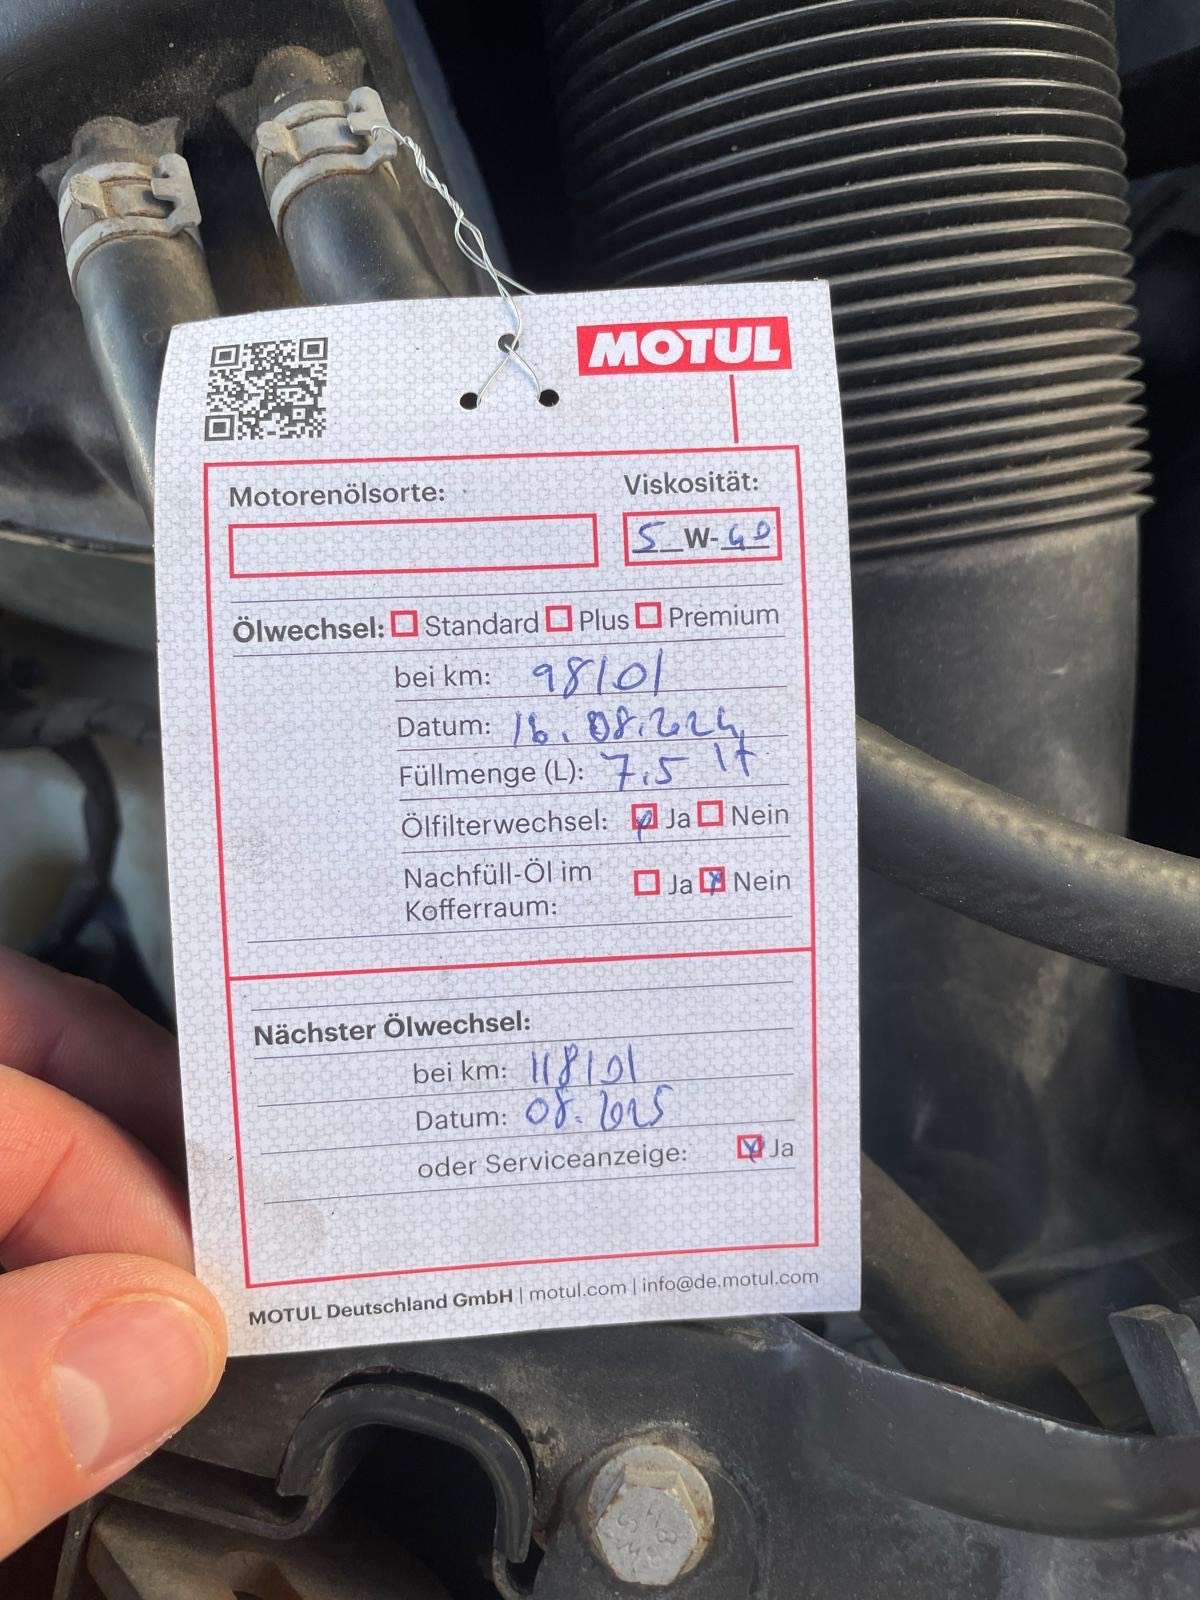 MOTUL
Motorenölsorte: Viskosität:
5 W-40
Ölwechsel: Standard Plus Premium
bei km: 98101
Datum: 16.08.2024
Füllmenge (L): 7.5 lt
Ölfilterwechsel: Ja Nein
Nachfüll-Öl im Ja Nein
Kofferraum:
Nächster Ölwechsel:
bei km: 118101
Datum: 08.2025
oder Serviceanzeige: Ja
MOTUL Deutschland GmbH | motul.com | info@de.motul.com